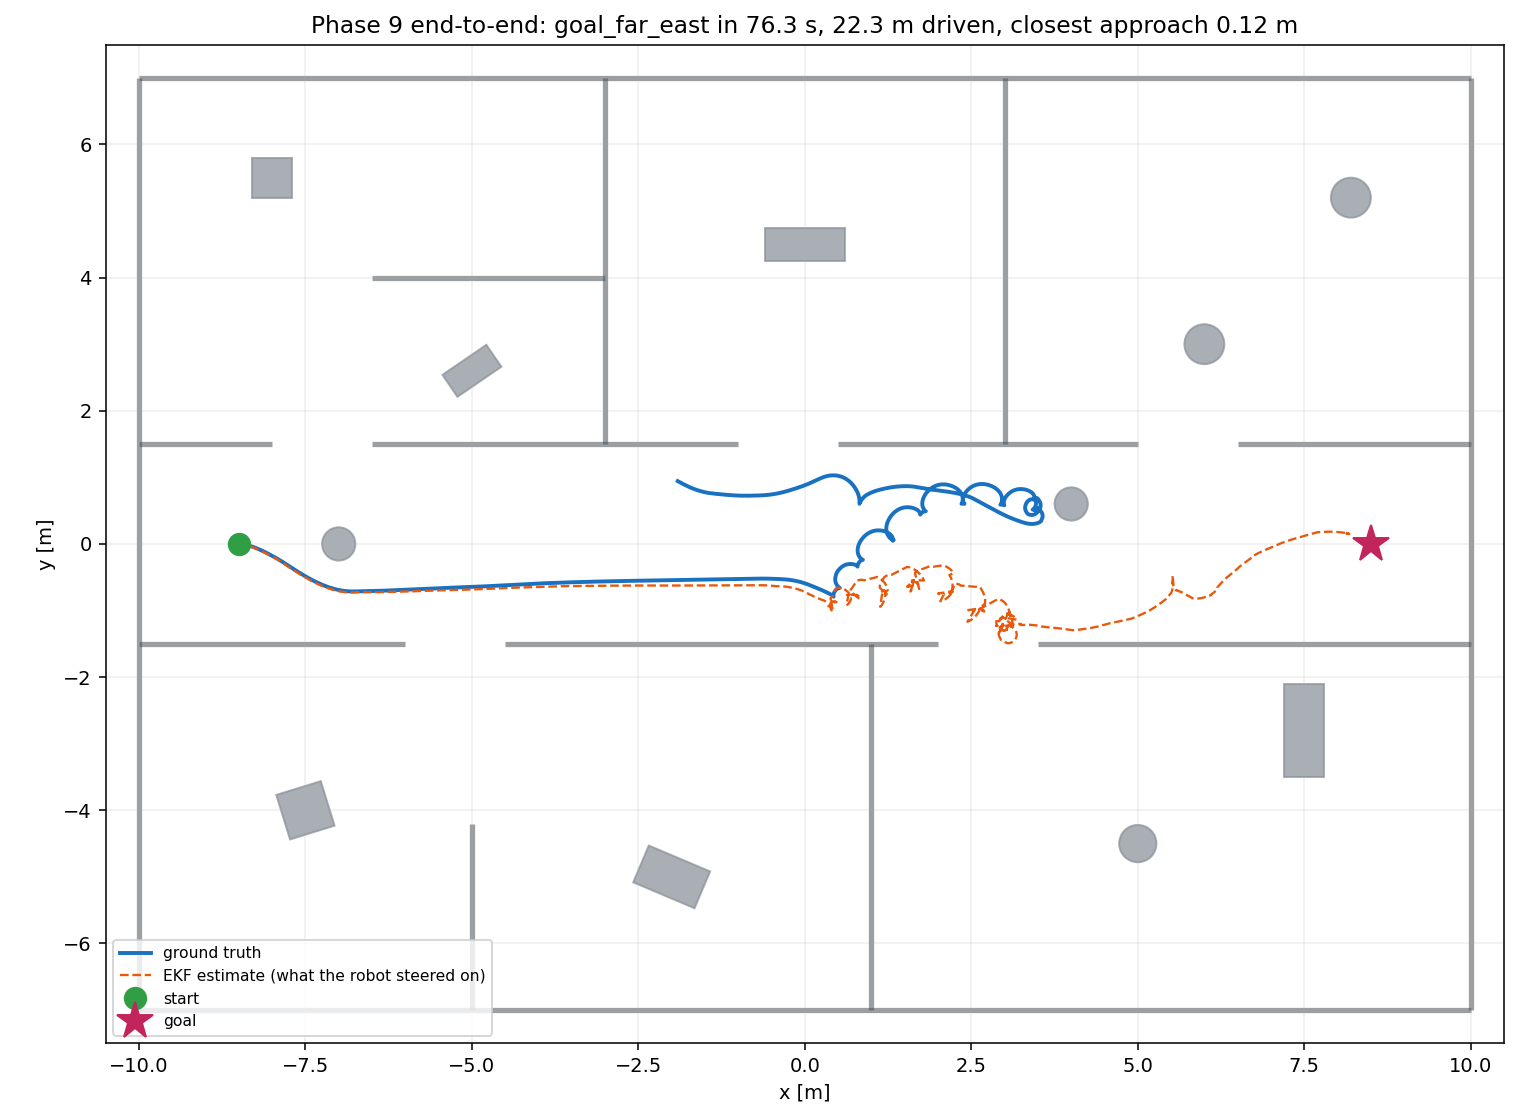 Phase 9 end-to-end: goal_far_east in 76.3 s, 22.3 m driven, closest approach 0.12 m
y [m]
6
4
2
0
−2
−4
−6
ground truth
EKF estimate (what the robot steered on)
start
goal
−10.0 −7.5 −5.0 −2.5 0.0 2.5 5.0 7.5 10.0
x [m]